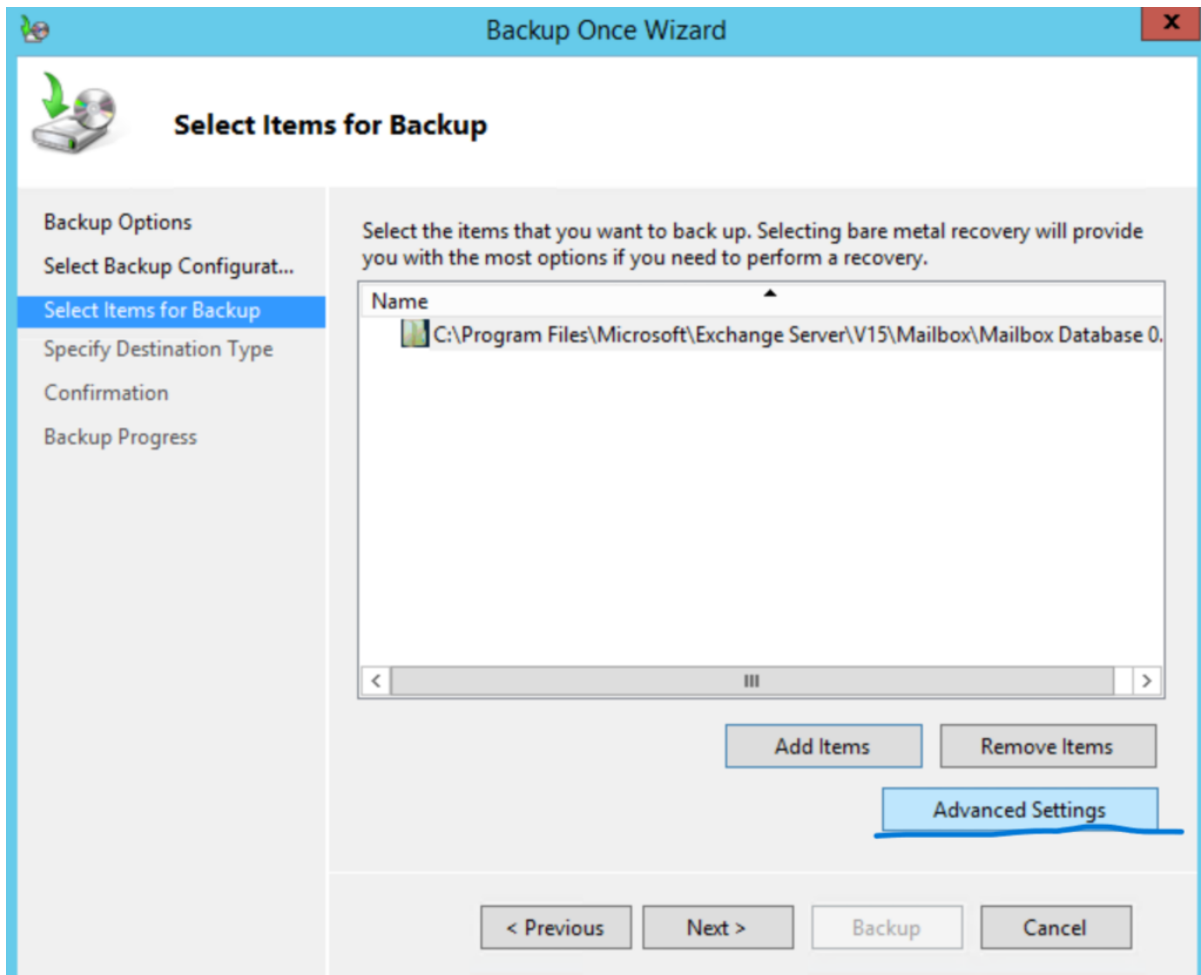 Backup Once Wizard
x
Select Items for Backup
Backup Options
Select Backup Configurat...
Select Items for Backup
Specify Destination Type
Confirmation
Backup Progress
Select the items that you want to back up. Selecting bare metal recovery will provide
you with the most options if you need to perform a recovery.
Name
C:\Program Files\Microsoft\Exchange Server\V15\Mailbox\Mailbox Database 0.
Add Items
Remove Items
Advanced Settings
< Previous
Next >
Backup
Cancel